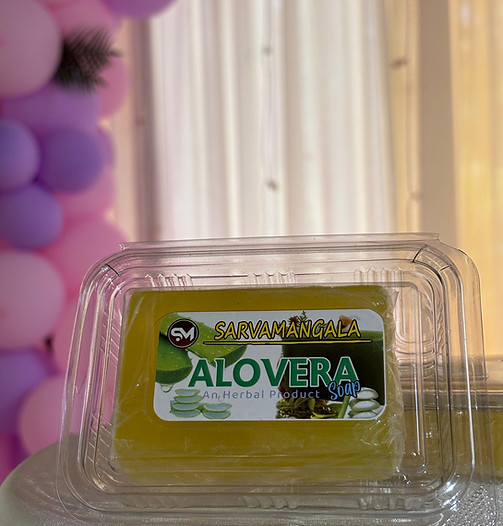 SM
SARVAMANGALA
ALOVERA
An Herbal Product Soap